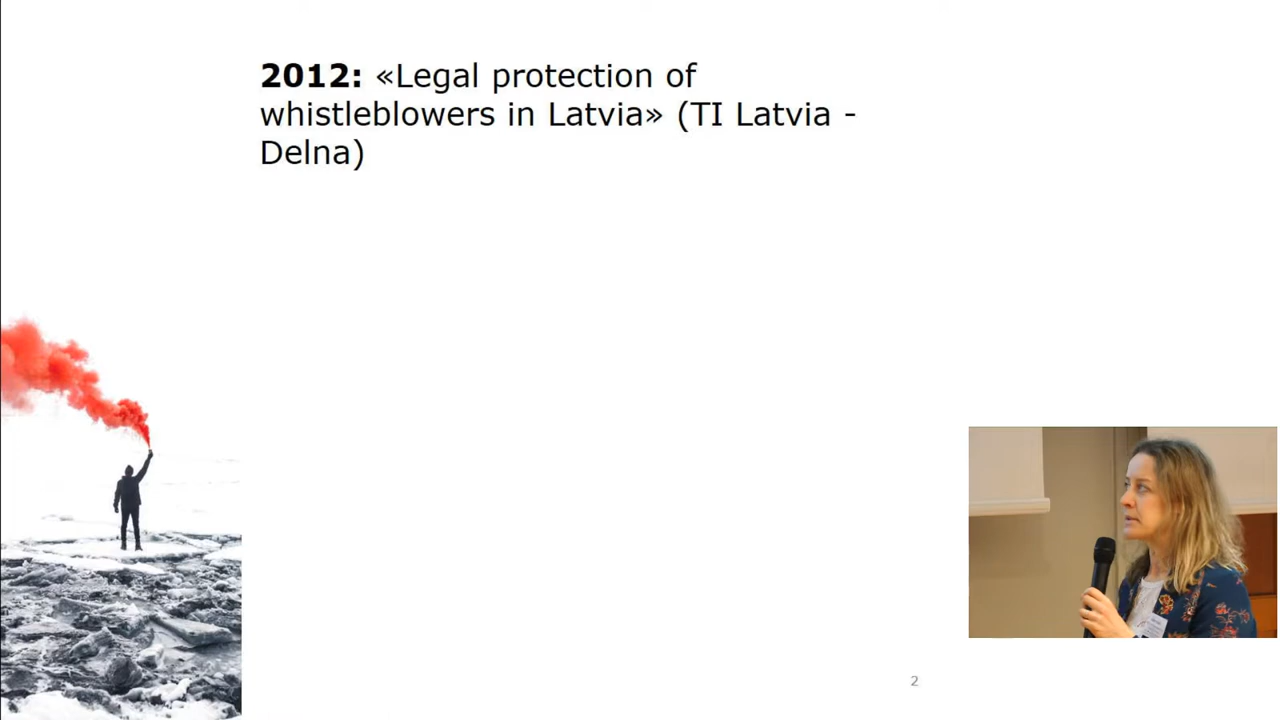 2012: «Legal protection of
whistleblowers in Latvia» (TI Latvia -
Delna)
2